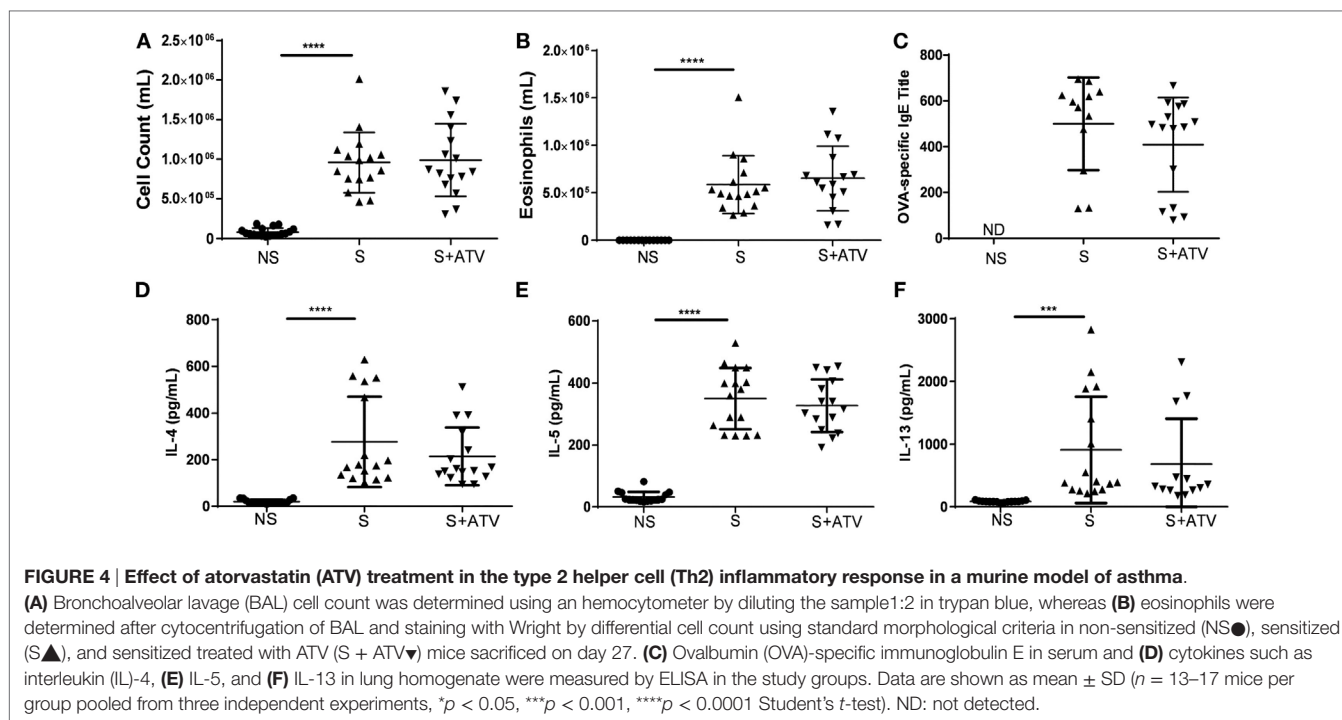 A
2.5×10⁰⁶
2.0×10⁰⁶
1.5×10⁰⁶
1.0×10⁰⁶
5.0×10⁰⁵
0
Cell Count (mL)
****
NS S S+ATV
B
2.0×10⁶
1.5×10⁶
1.0×10⁶
5.0×10⁵
0
Eosinophils (mL)
****
NS S S+ATV
C
800
600
400
200
0
OVA-specific IgE Title
ND
NS S S+ATV
D
800
600
400
200
0
IL-4 (pg/mL)
****
NS S S+ATV
E
600
400
200
0
IL-5 (pg/mL)
****
NS S S+ATV
F
3000
2000
1000
0
IL-13 (pg/mL)
***
NS S S+ATV
FIGURE 4 | Effect of atorvastatin (ATV) treatment in the type 2 helper cell (Th2) inflammatory response in a murine model of asthma.
(A) Bronchoalveolar lavage (BAL) cell count was determined using an hemocytometer by diluting the sample1:2 in trypan blue, whereas (B) eosinophils were
determined after cytocentrifugation of BAL and staining with Wright by differential cell count using standard morphological criteria in non-sensitized (NS●), sensitized
(S▲), and sensitized treated with ATV (S + ATV▼) mice sacrificed on day 27. (C) Ovalbumin (OVA)-specific immunoglobulin E in serum and (D) cytokines such as
interleukin (IL)-4, (E) IL-5, and (F) IL-13 in lung homogenate were measured by ELISA in the study groups. Data are shown as mean ± SD (n = 13–17 mice per
group pooled from three independent experiments, *p < 0.05, ***p < 0.001, ****p < 0.0001 Student's t-test). ND: not detected.